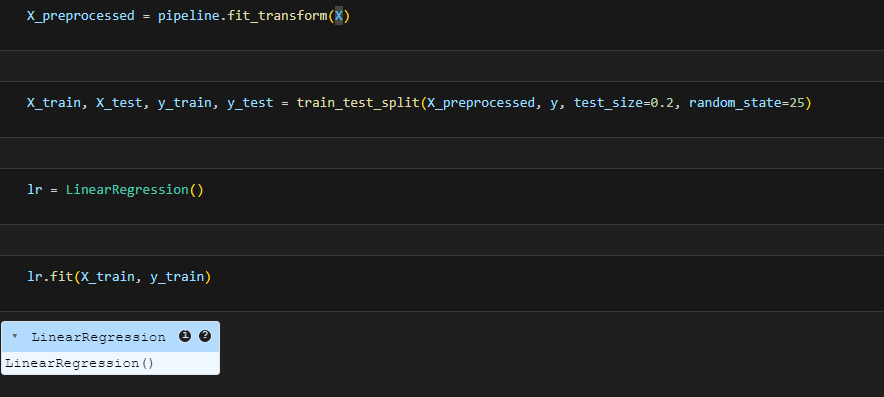 X_preprocessed = pipeline.fit_transform(X)
X_train, X_test, y_train, y_test = train_test_split(X_preprocessed, y, test_size=0.2, random_state=25)
lr = LinearRegression()
lr.fit(X_train, y_train)
▾ LinearRegression i ?
LinearRegression()